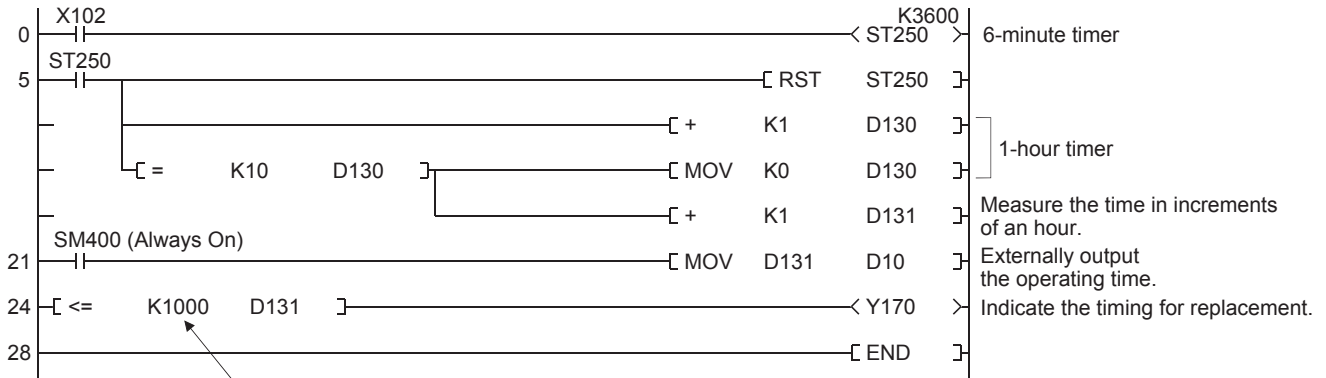 X102 K3600
0 ST250 6-minute timer
ST250
5 RST ST250
+ K1 D130
1-hour timer
= K10 D130 MOV K0 D130
+ K1 D131 Measure the time in increments of an hour.
SM400 (Always On)
21 MOV D131 D10 Externally output the operating time.
24 <= K1000 D131 Y170 Indicate the timing for replacement.
28 END